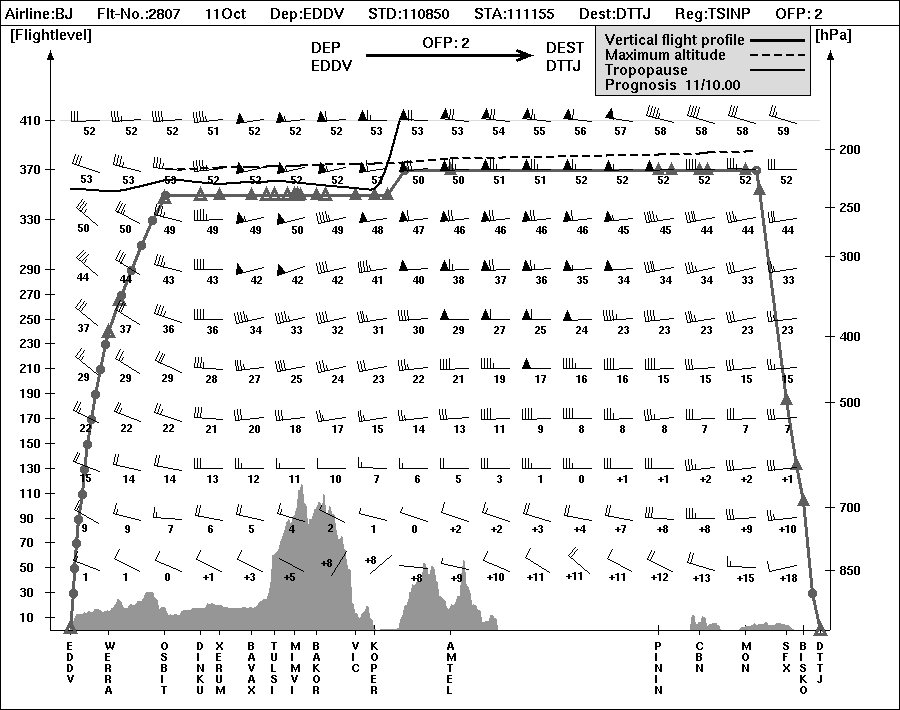 Airline:BJ Flt-No.:2807 11Oct Dep:EDDV STD:110850 STA:111155 Dest:DTTJ Reg:TSINP OFP: 2
[Flightlevel]
[hPa]
DEP OFP: 2 DEST
EDDV DTTJ
Vertical flight profile
Maximum altitude
Tropopause
Prognosis 11/10.00
410
52 52 52 51 52 52 52 53 53 53 54 55 56 57 58 58 58 59
200
370
53 53 53 52 53 52 52 50 50 51 51 52 52 52 52 52 52
250
330
50 50 49 49 49 50 49 48 47 46 46 46 46 45 45 44 44 44
300
290
44 44 43 43 42 42 42 41 40 38 37 36 35 34 34 34 33 33
270
250
37 37 36 36 34 33 32 31 30 29 27 25 24 23 23 23 23 23
400
230
210
29 29 29 28 27 25 24 23 22 21 19 17 16 16 15 15 15 15
190
500
170
22 22 22 21 20 18 17 15 14 13 11 9 8 8 8 7 7 7
150
130
15 14 14 13 12 11 10 7 6 5 3 1 0 +1 +1 +2 +2 +1
110
700
90
9 9 7 6 5 4 2 1 0 +2 +2 +3 +4 +7 +8 +8 +9 +10
70
50
850
1 1 0 +1 +3 +5 +8 +8 +8 +9 +10 +11 +11 +11 +12 +13 +15 +18
30
10
EDDV
WERRA
OSBIT
DINKU
XERUM
BAVAX
TULSI
MIMVI
BAKOR
VIC
KOPER
AMTEL
PININ
CBN
MON
SFX
BISKO
DTTJ